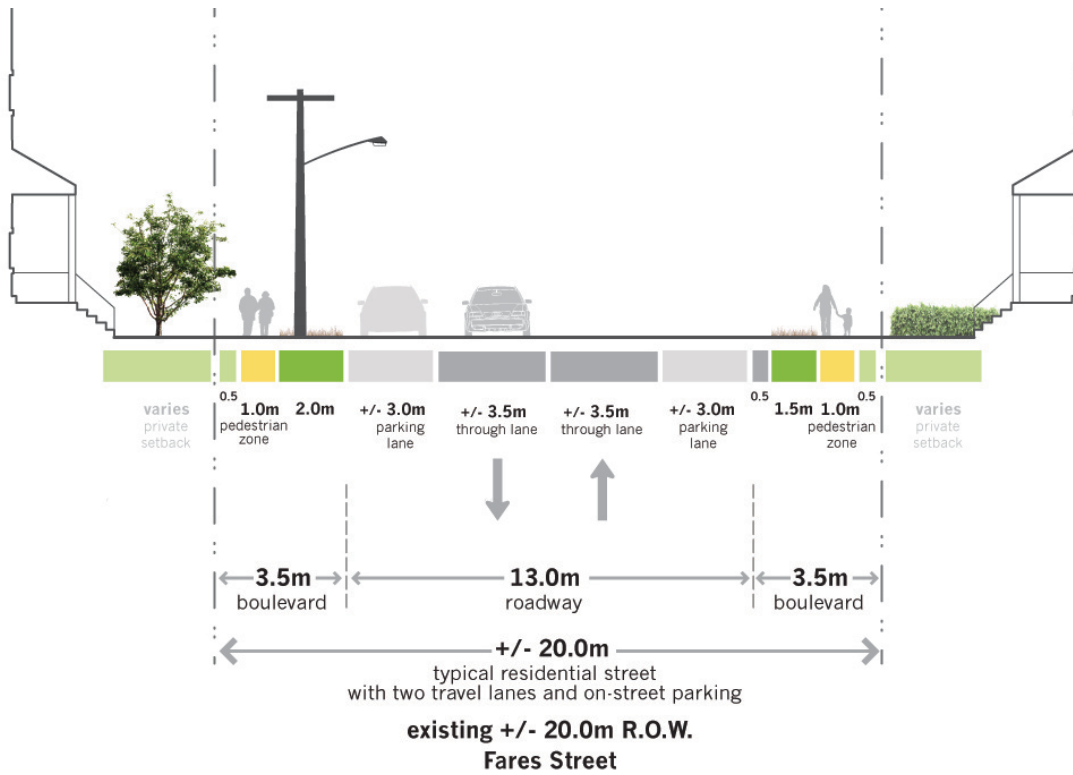 0.5
1.0m
pedestrian
zone
2.0m
+/- 3.0m
parking
lane
+/- 3.5m
through lane
+/- 3.5m
through lane
+/- 3.0m
parking
lane
0.5
1.5m
1.0m
pedestrian
zone
0.5
varies
private
setback
varies
private
setback
3.5m
boulevard
13.0m
roadway
3.5m
boulevard
+/- 20.0m
typical residential street
with two travel lanes and on-street parking
existing +/- 20.0m R.O.W.
Fares Street